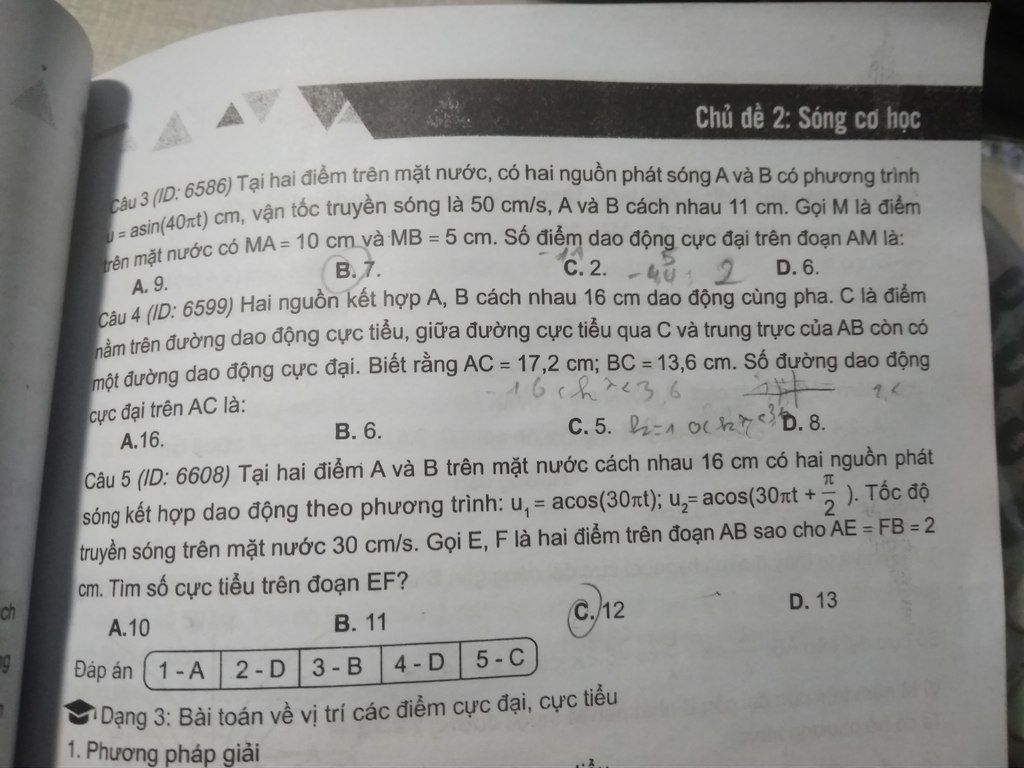 Chủ đề 2: Sóng cơ học
Câu 3 (ID: 6586) Tại hai điểm trên mặt nước, có hai nguồn phát sóng A và B có phương trình
u = asin(40πt) cm, vận tốc truyền sóng là 50 cm/s, A và B cách nhau 11 cm. Gọi M là điểm
trên mặt nước có MA = 10 cm và MB = 5 cm. Số điểm dao động cực đại trên đoạn AM là:
A. 9. B. 7. C. 2. D. 6.
Câu 4 (ID: 6599) Hai nguồn kết hợp A, B cách nhau 16 cm dao động cùng pha. C là điểm
nằm trên đường dao động cực tiểu, giữa đường cực tiểu qua C và trung trực của AB còn có
một đường dao động cực đại. Biết rằng AC = 17,2 cm; BC = 13,6 cm. Số đường dao động
-16 < k λ < 3,6
cực đại trên AC là:
A.16. B. 6. C. 5. D. 8.
Câu 5 (ID: 6608) Tại hai điểm A và B trên mặt nước cách nhau 16 cm có hai nguồn phát
sóng kết hợp dao động theo phương trình: u₁ = acos(30πt); u₂= acos(30πt + π/2 ). Tốc độ
truyền sóng trên mặt nước 30 cm/s. Gọi E, F là hai điểm trên đoạn AB sao cho AE = FB = 2
cm. Tìm số cực tiểu trên đoạn EF?
A.10 B. 11 C. 12 D. 13
Đáp án 1 - A 2 - D 3 - B 4 - D 5 - C
Dạng 3: Bài toán về vị trí các điểm cực đại, cực tiểu
1. Phương pháp giải